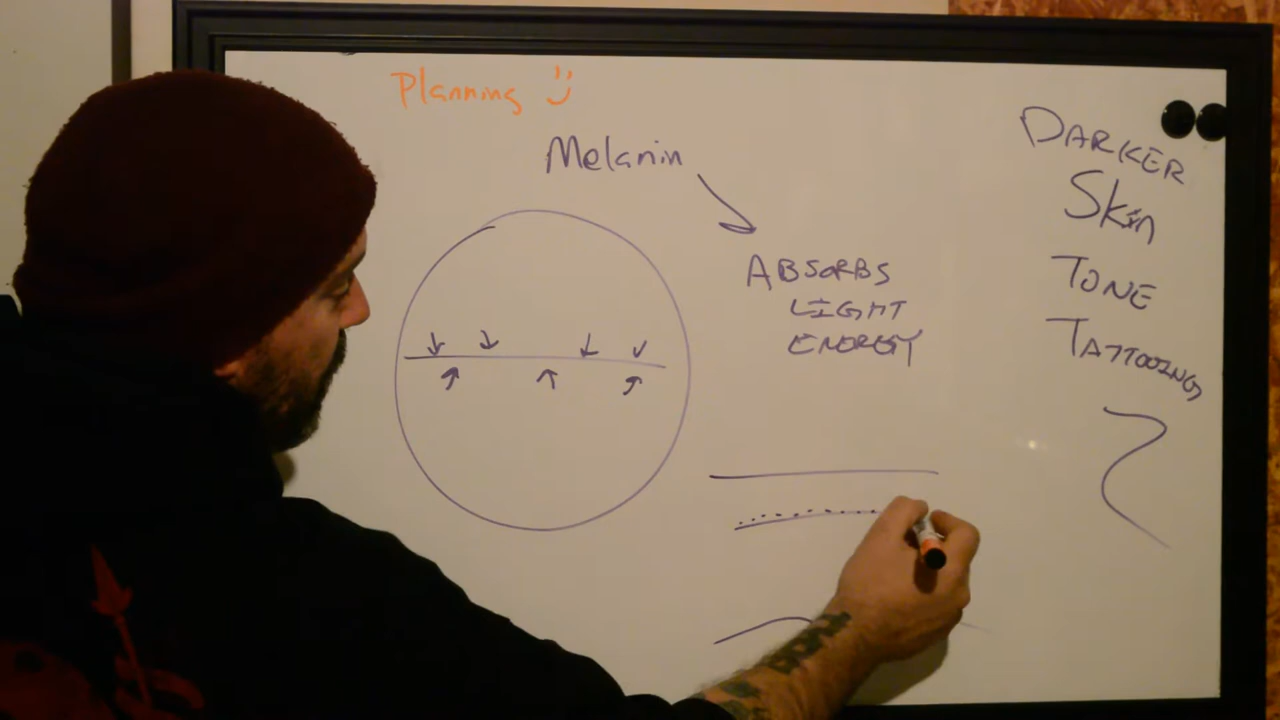 Planning
Melanin
ABSORBS
LIGHT
ENERGY
DARKER
Skin
TONE
TATTOOING